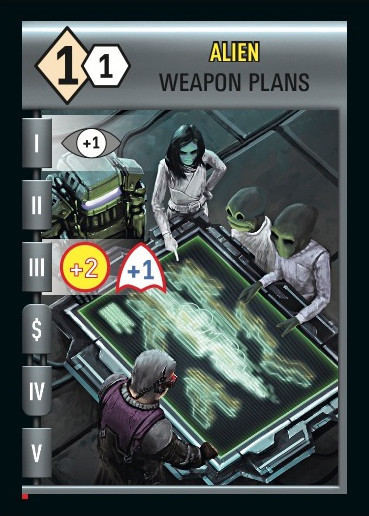 1 1
ALIEN
WEAPON PLANS
I +1
II
III +2 +1
$
IV
V